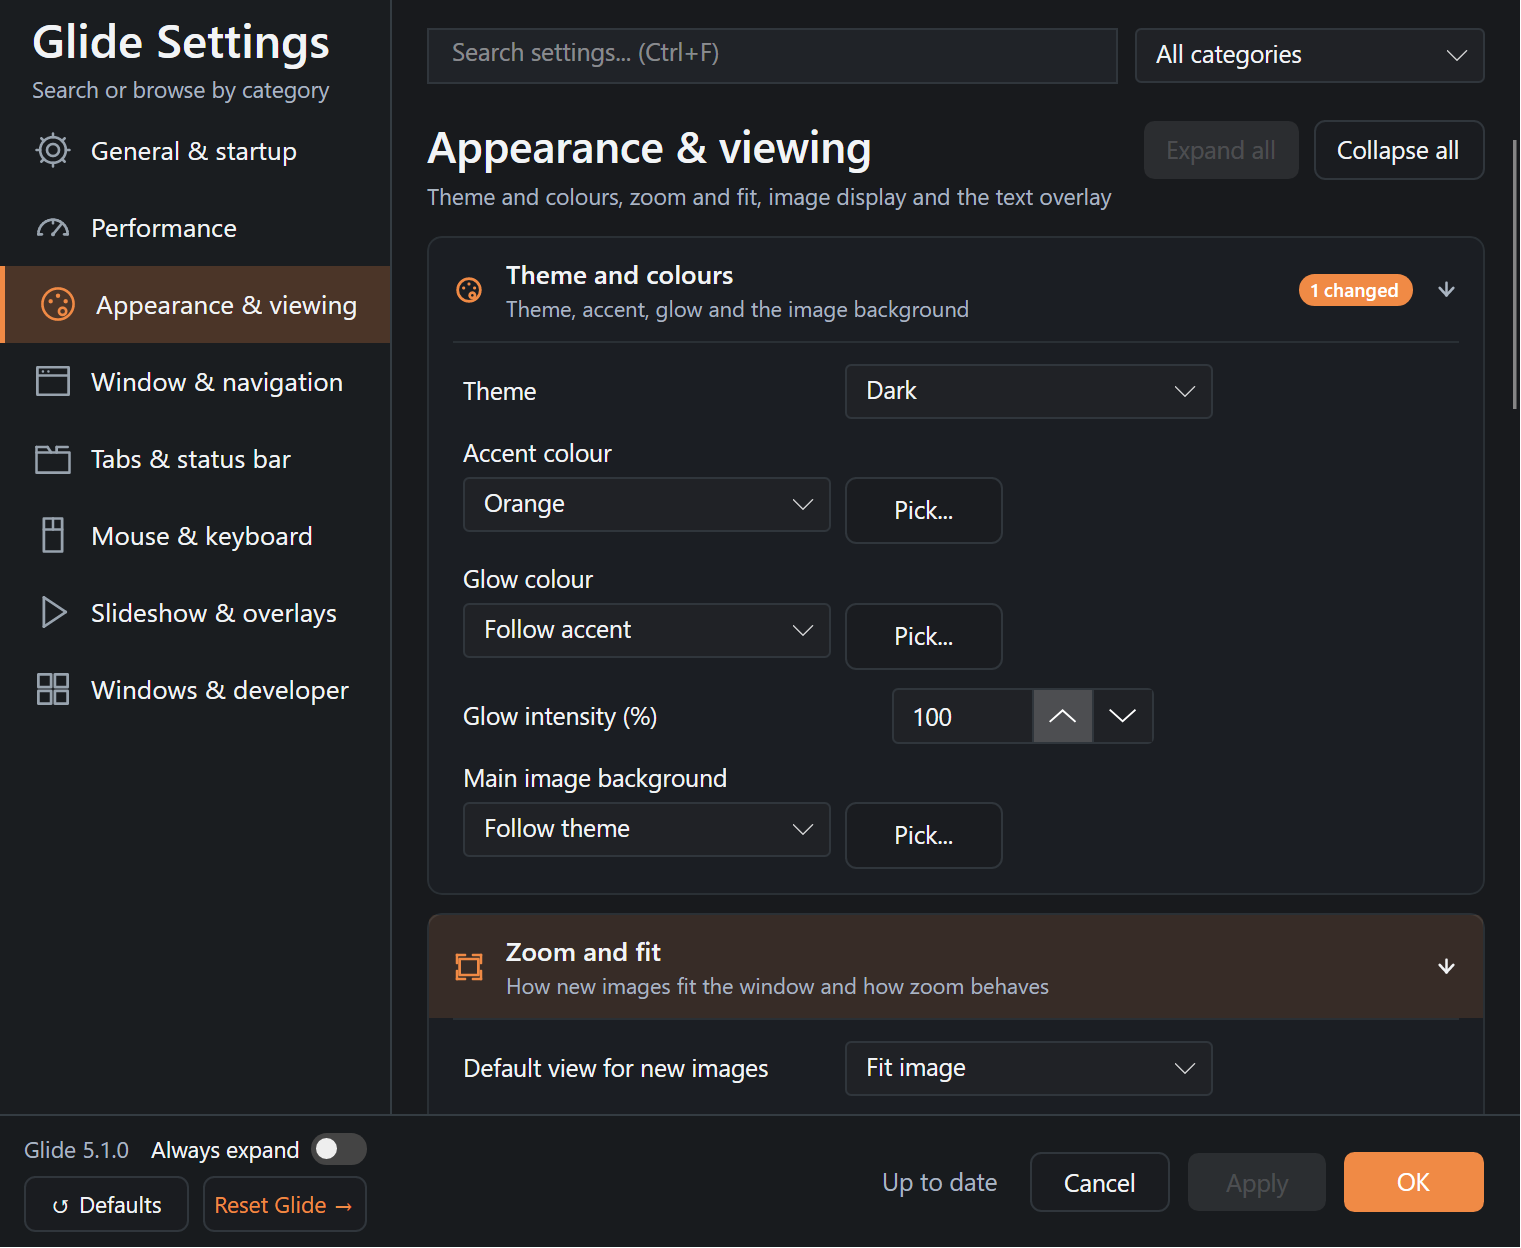 Glide Settings
Search or browse by category
General & startup
Performance
Appearance & viewing
Window & navigation
Tabs & status bar
Mouse & keyboard
Slideshow & overlays
Windows & developer
Search settings... (Ctrl+F)
All categories
Appearance & viewing
Expand all
Collapse all
Theme and colours, zoom and fit, image display and the text overlay
Theme and colours
Theme, accent, glow and the image background
1 changed
Theme
Dark
Accent colour
Orange
Pick...
Glow colour
Follow accent
Pick...
Glow intensity (%)
100
Main image background
Follow theme
Pick...
Zoom and fit
How new images fit the window and how zoom behaves
Default view for new images
Fit image
Glide 5.1.0
Always expand
↺ Defaults
Reset Glide →
Up to date
Cancel
Apply
OK